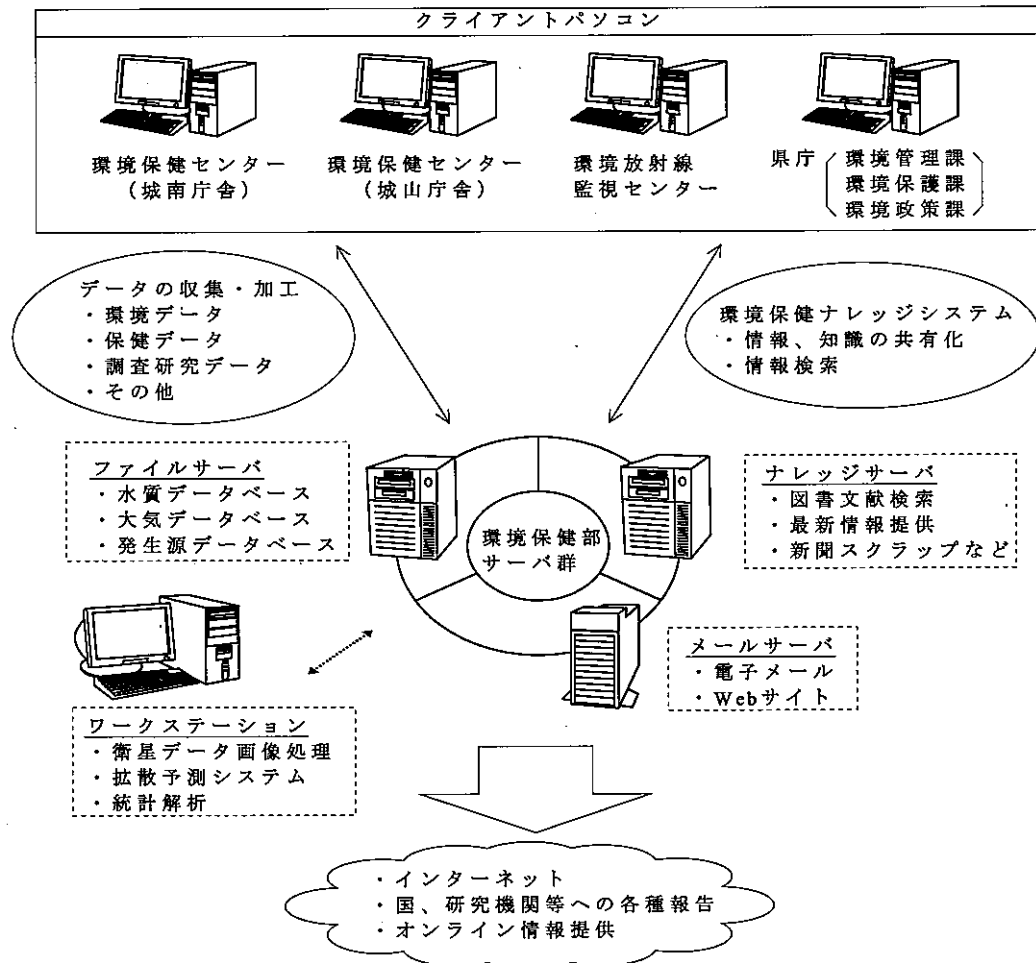 クライアントパソコン
環境保健センター
(城南庁舎)
環境保健センター
(城山庁舎)
環境放射線
監視センター
県庁
環境管理課
環境保護課
環境政策課
データの収集・加工
・環境データ
・保健データ
・調査研究データ
・その他
環境保健ナレッジシステム
・情報、知識の共有化
・情報検索
ファイルサーバ
・水質データベース
・大気データベース
・発生源データベース
環境保健部
サーバ群
ナレッジサーバ
・図書文献検索
・最新情報提供
・新聞スクラップなど
メールサーバ
・電子メール
・Webサイト
ワークステーション
・衛星データ画像処理
・拡散予測システム
・統計解析
・インターネット
・国、研究機関等への各種報告
・オンライン情報提供